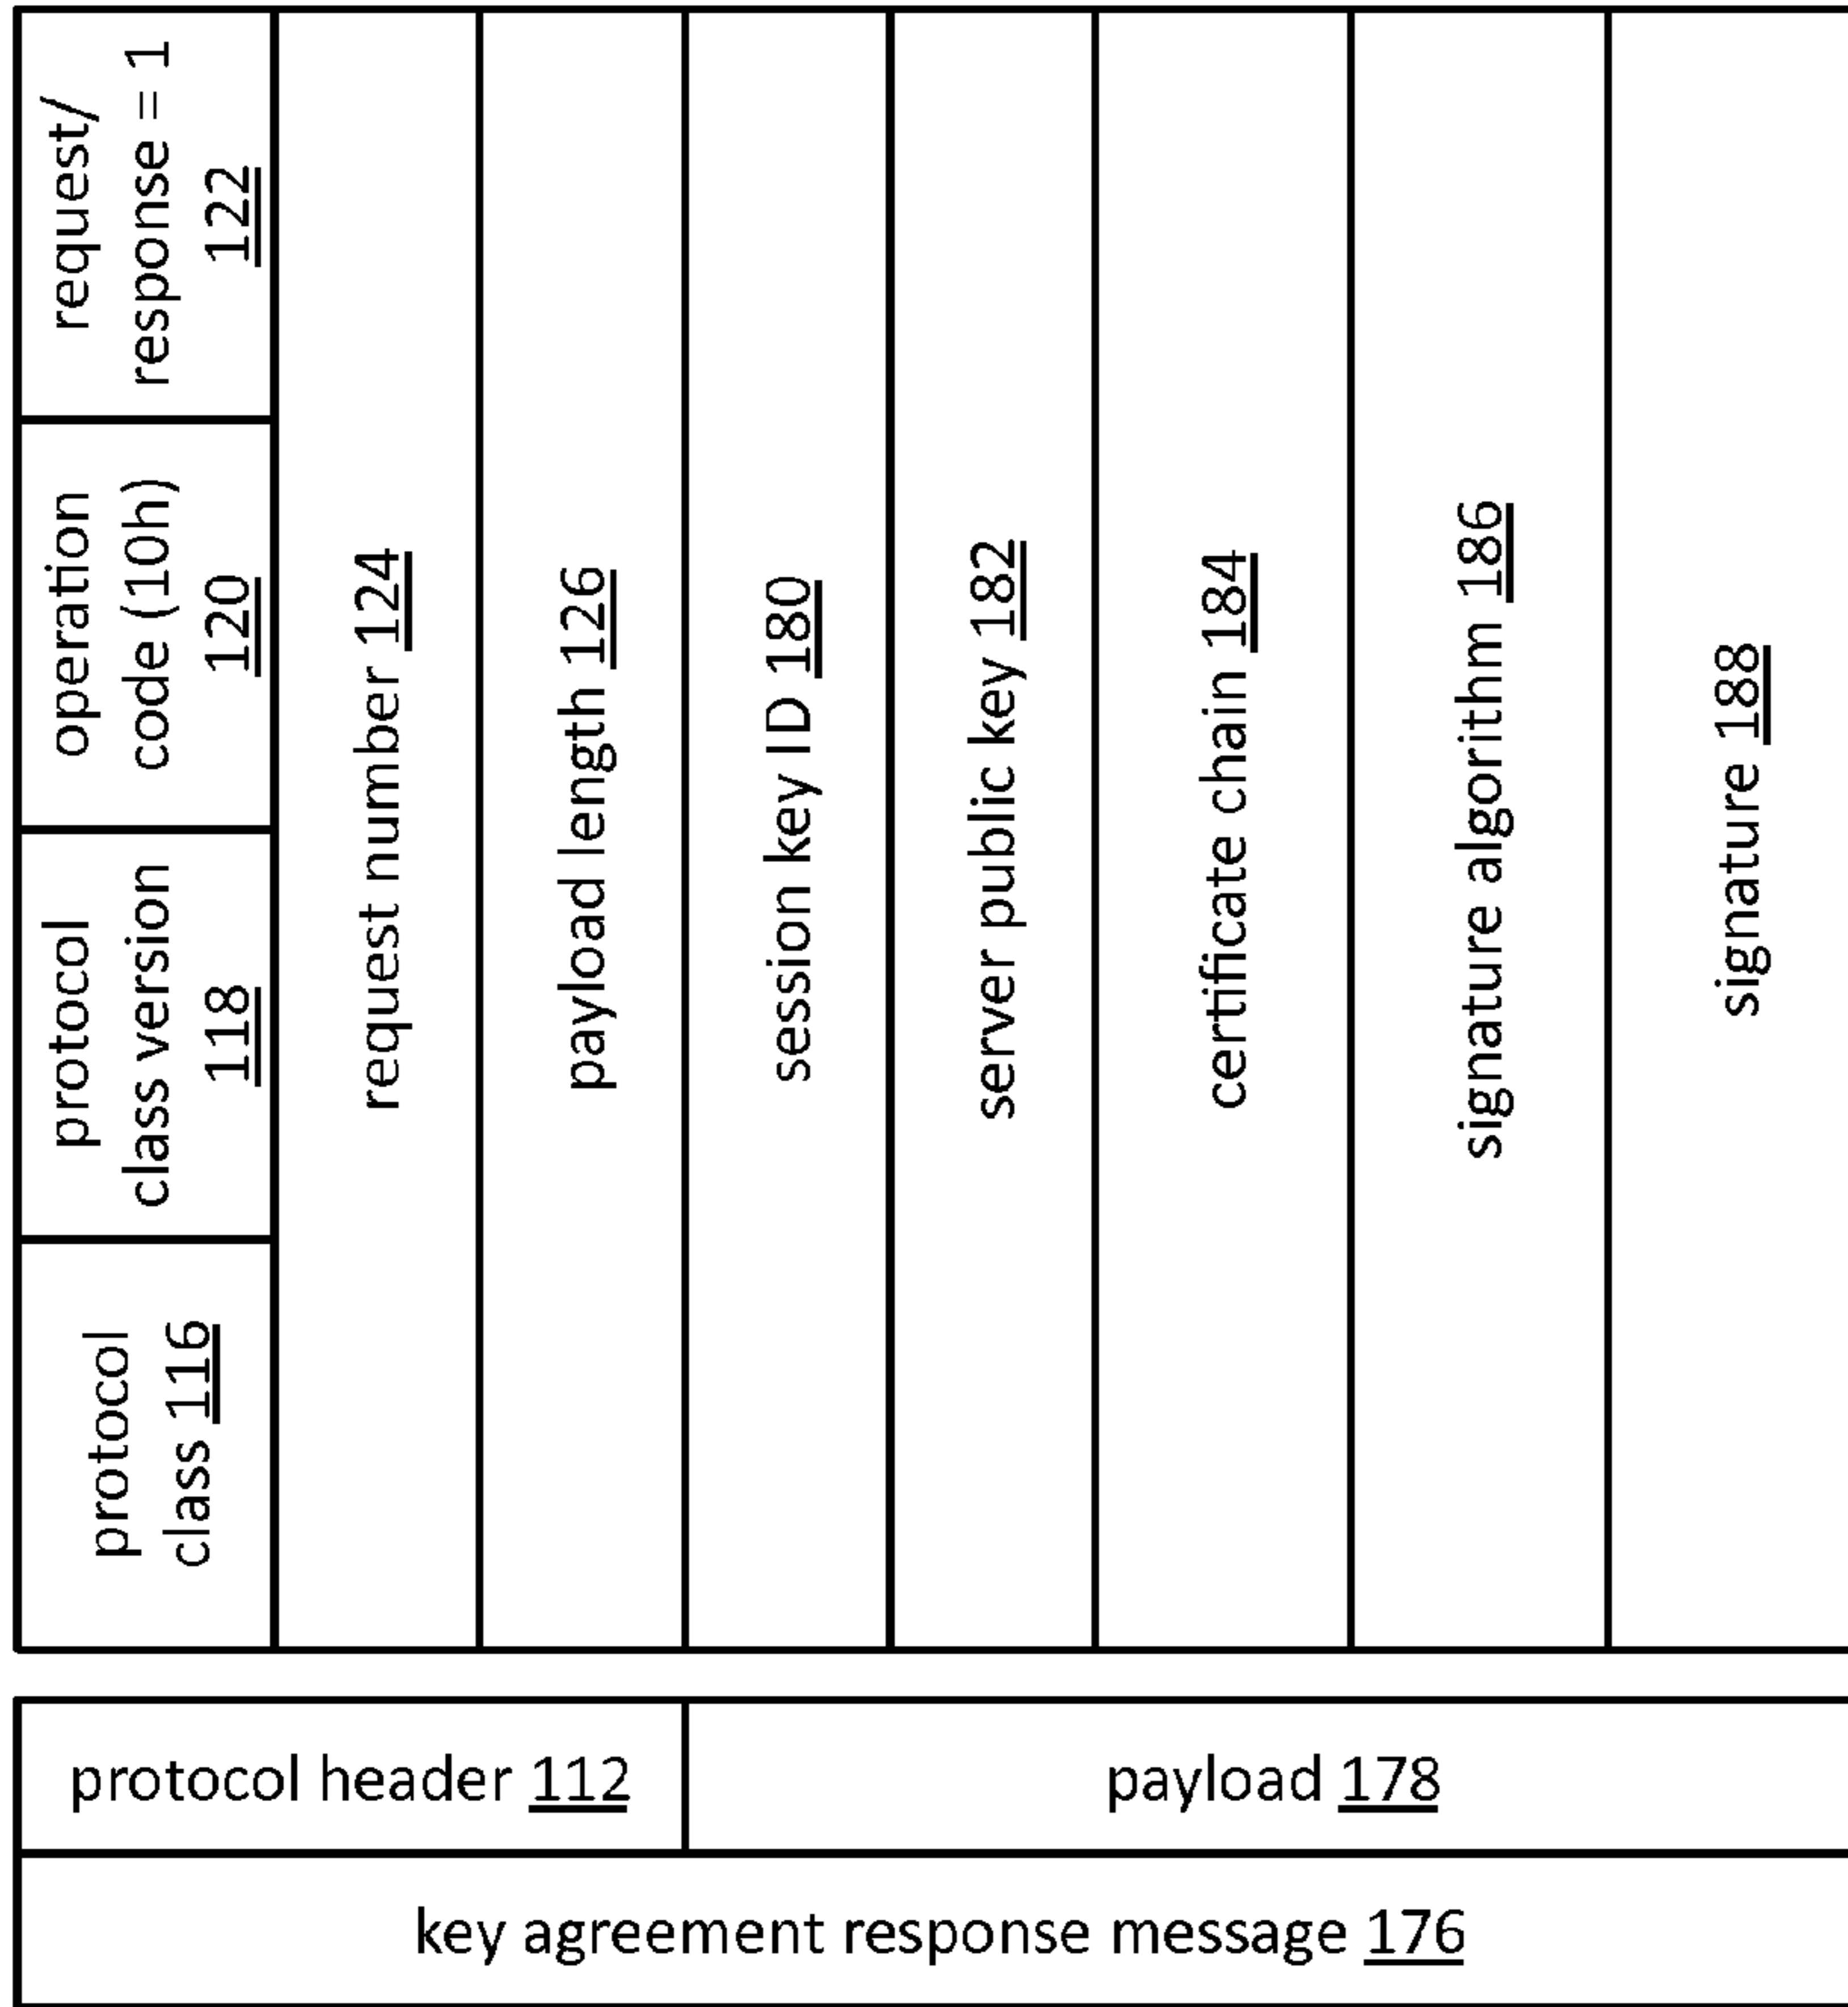 key agreement response message 176
protocol header 112
payload 178
protocol
class 116
protocol
class version
118
operation
code (10h)
120
request/
response = 1
122
request number 124
payload length 126
session key ID 180
server public key 182
certificate chain 184
signature algorithm 186
signature 188